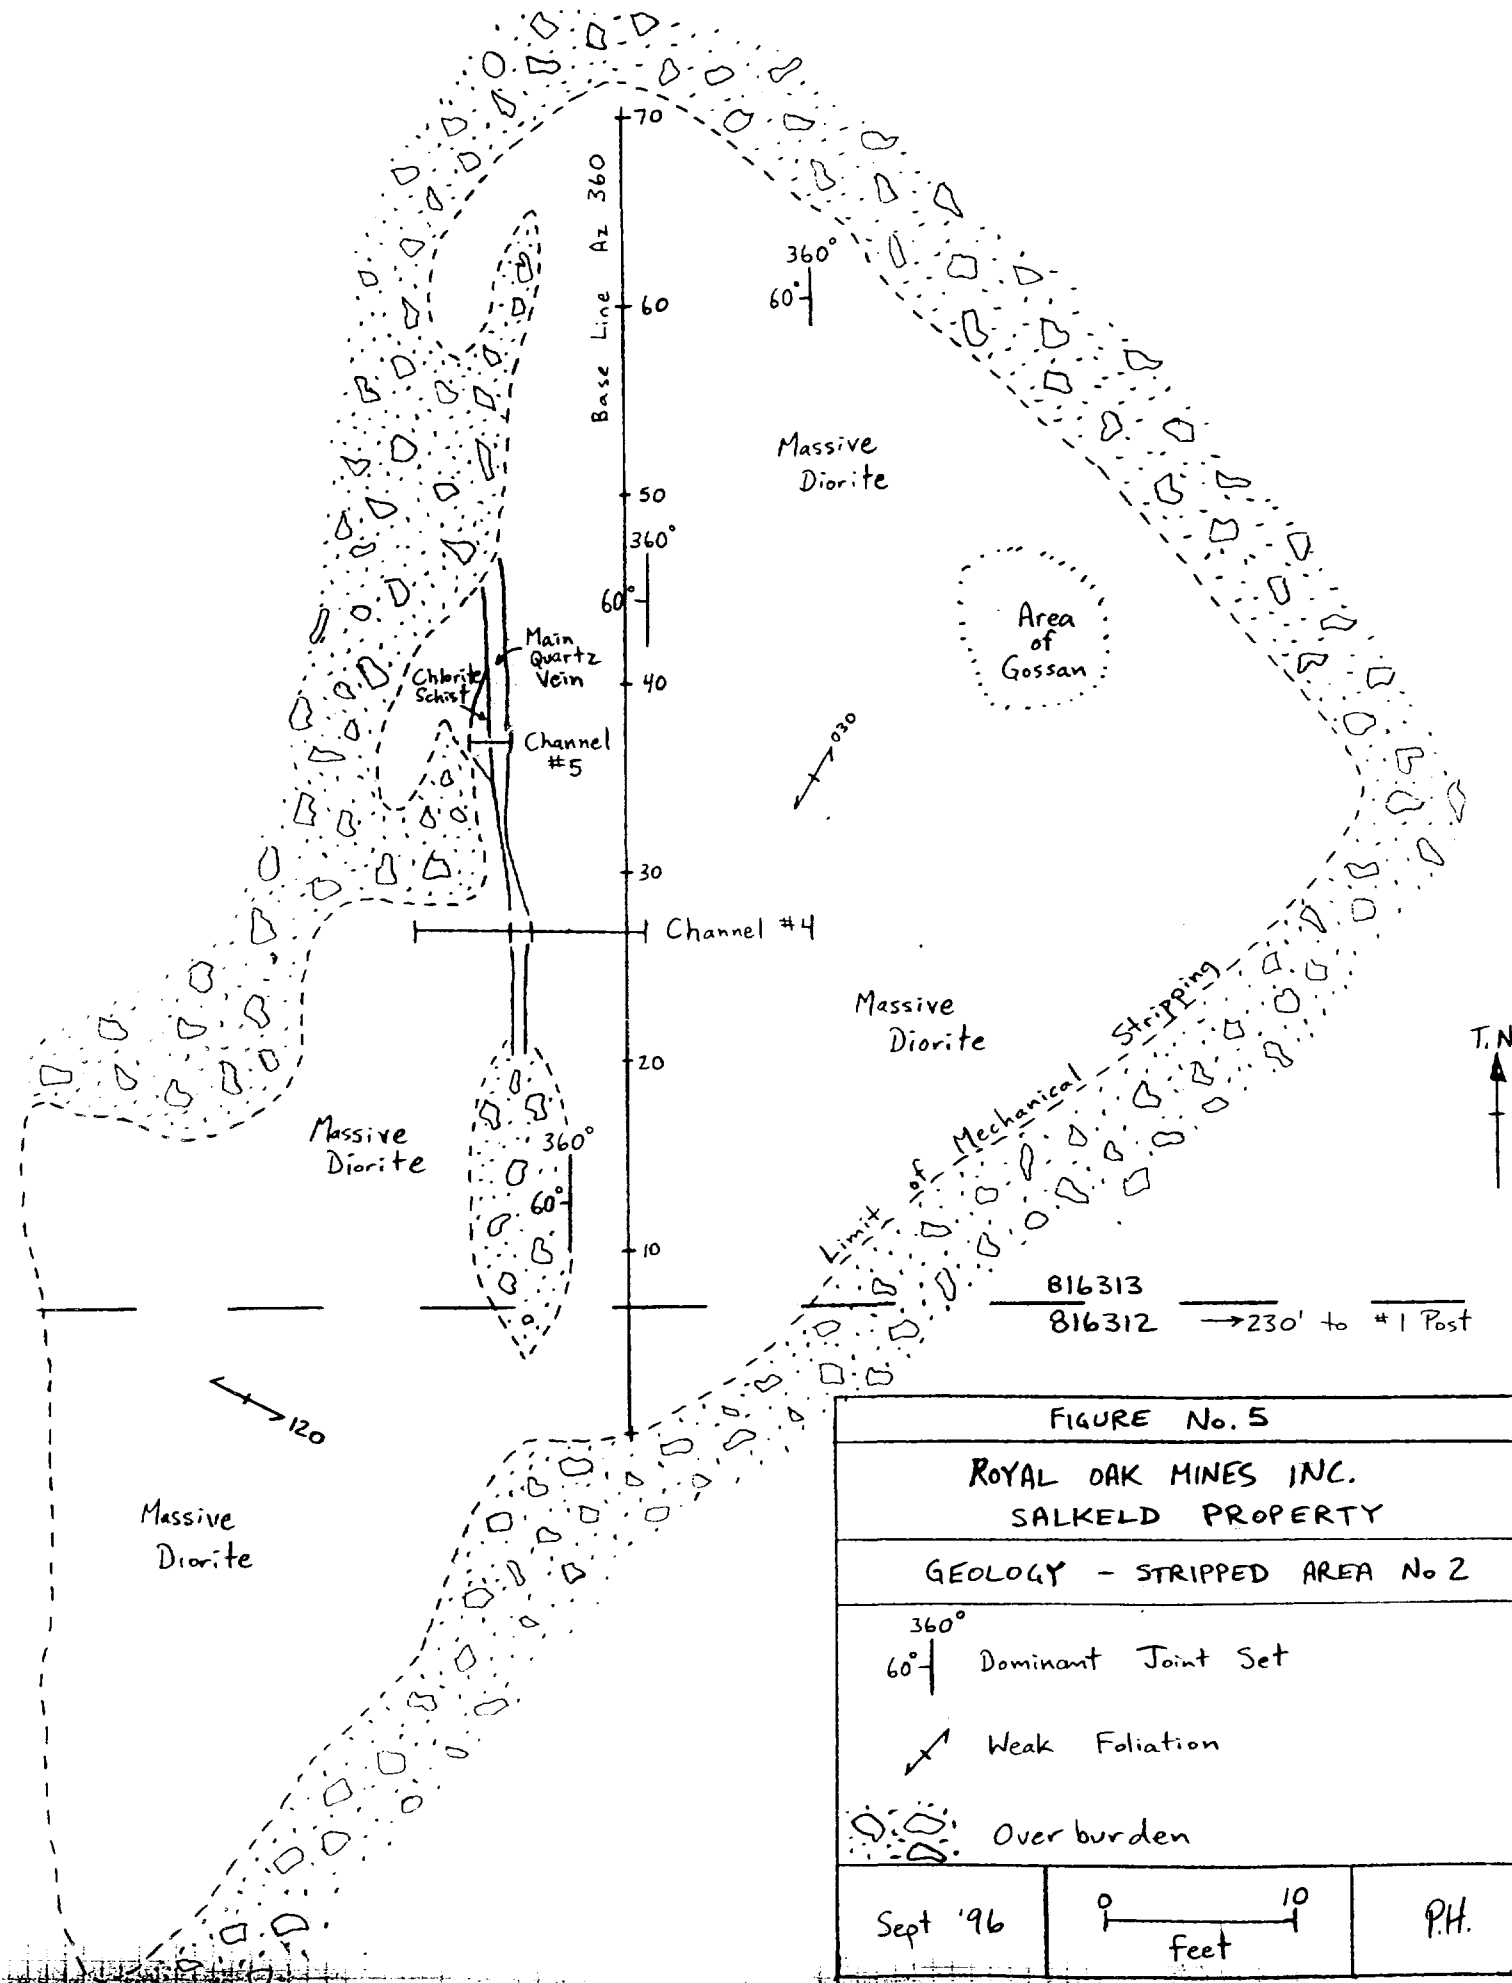 70
Base Line Az 360
360°
60°
60
Massive
Diorite
50
360°
60°
Area
of
Gossan
Main
Quartz
Vein
Chlorite
Schist
40
030
Channel
#5
30
Channel #4
Massive
Diorite
Limit of Mechanical Stripping
T.N
20
Massive
Diorite
360°
60°
10
816313
816312 →230' to #1 Post
120
Massive
Diorite
FIGURE No. 5
ROYAL OAK MINES INC.
SALKELD PROPERTY
GEOLOGY - STRIPPED AREA No 2
360°
60° Dominant Joint Set
Weak Foliation
Overburden
Sept '96
0 10
feet
P.H.